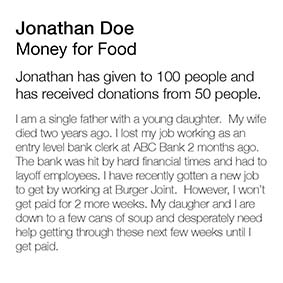 Jonathan Doe
Money for Food
Jonathan has given to 100 people and
has received donations from 50 people.
I am a single father with a young daughter.  My wife
died two years ago. I lost my job working as an
entry level bank clerk at ABC Bank 2 months ago.
The bank was hit by hard financial times and had to
layoff employees. I have recently gotten a new job
to get by working at Burger Joint.  However, I won't
get paid for 2 more weeks. My daugher and I are
down to a few cans of soup and desperately need
help getting through these next few weeks until I
get paid.